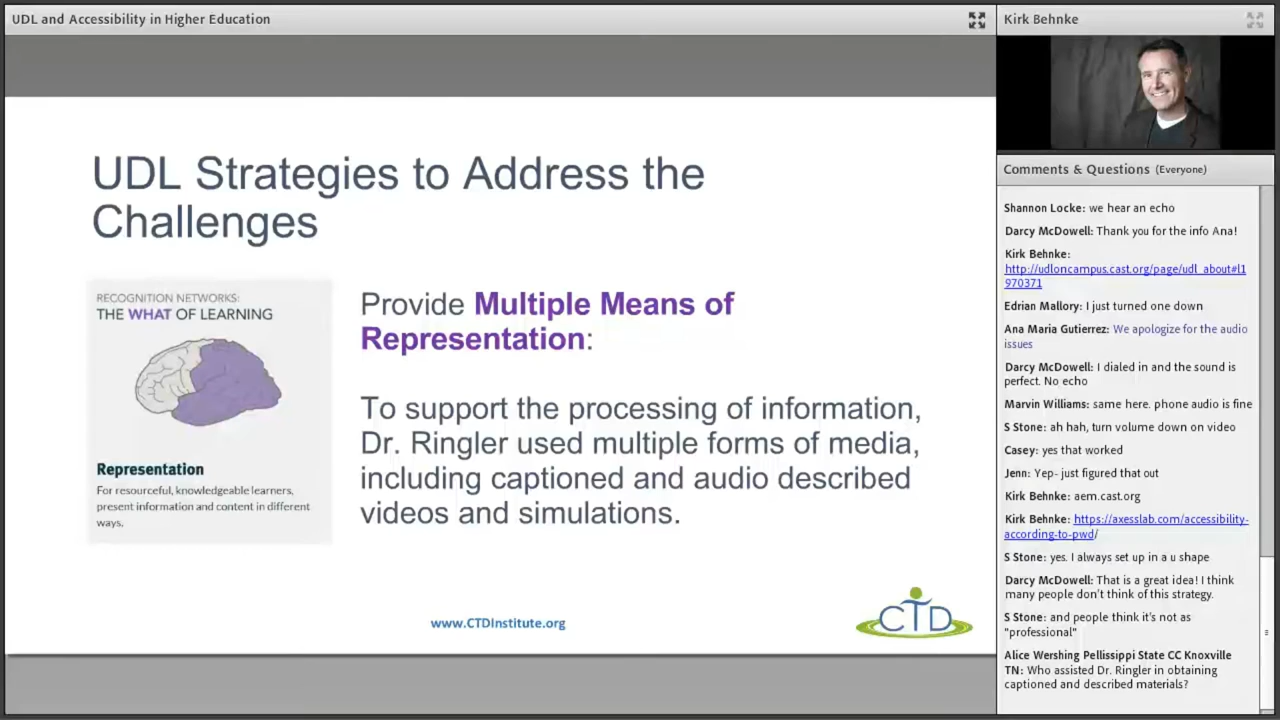 UDL and Accessibility in Higher Education
UDL Strategies to Address the
Challenges
RECOGNITION NETWORKS:
THE WHAT OF LEARNING
Representation
For resourceful, knowledgeable learners,
present information and content in different
ways.
Provide Multiple Means of
Representation:
To support the processing of information,
Dr. Ringler used multiple forms of media,
including captioned and audio described
videos and simulations.
www.CTDInstitute.org
CTD
Kirk Behnke
Comments & Questions (Everyone)
Shannon Locke: we hear an echo
Darcy McDowell: Thank you for the info Ana!
Kirk Behnke:
http://udloncampus.cast.org/page/udl_about#l1
970371
Edrian Mallory: I just turned one down
Ana Maria Gutierrez: We apologize for the audio
issues
Darcy McDowell: I dialed in and the sound is
perfect. No echo
Marvin Williams: same here. phone audio is fine
S Stone: ah hah, turn volume down on video
Casey: yes that worked
Jenn: Yep- just figured that out
Kirk Behnke: aem.cast.org
Kirk Behnke: https://axesslab.com/accessibility-
according-to-pwd/
S Stone: yes. I always set up in a u shape
Darcy McDowell: That is a great idea! I think
many people don't think of this strategy.
S Stone: and people think it's not as
"professional"
Alice Wershing Pellissippi State CC Knoxville
TN: Who assisted Dr. Ringler in obtaining
captioned and described materials?